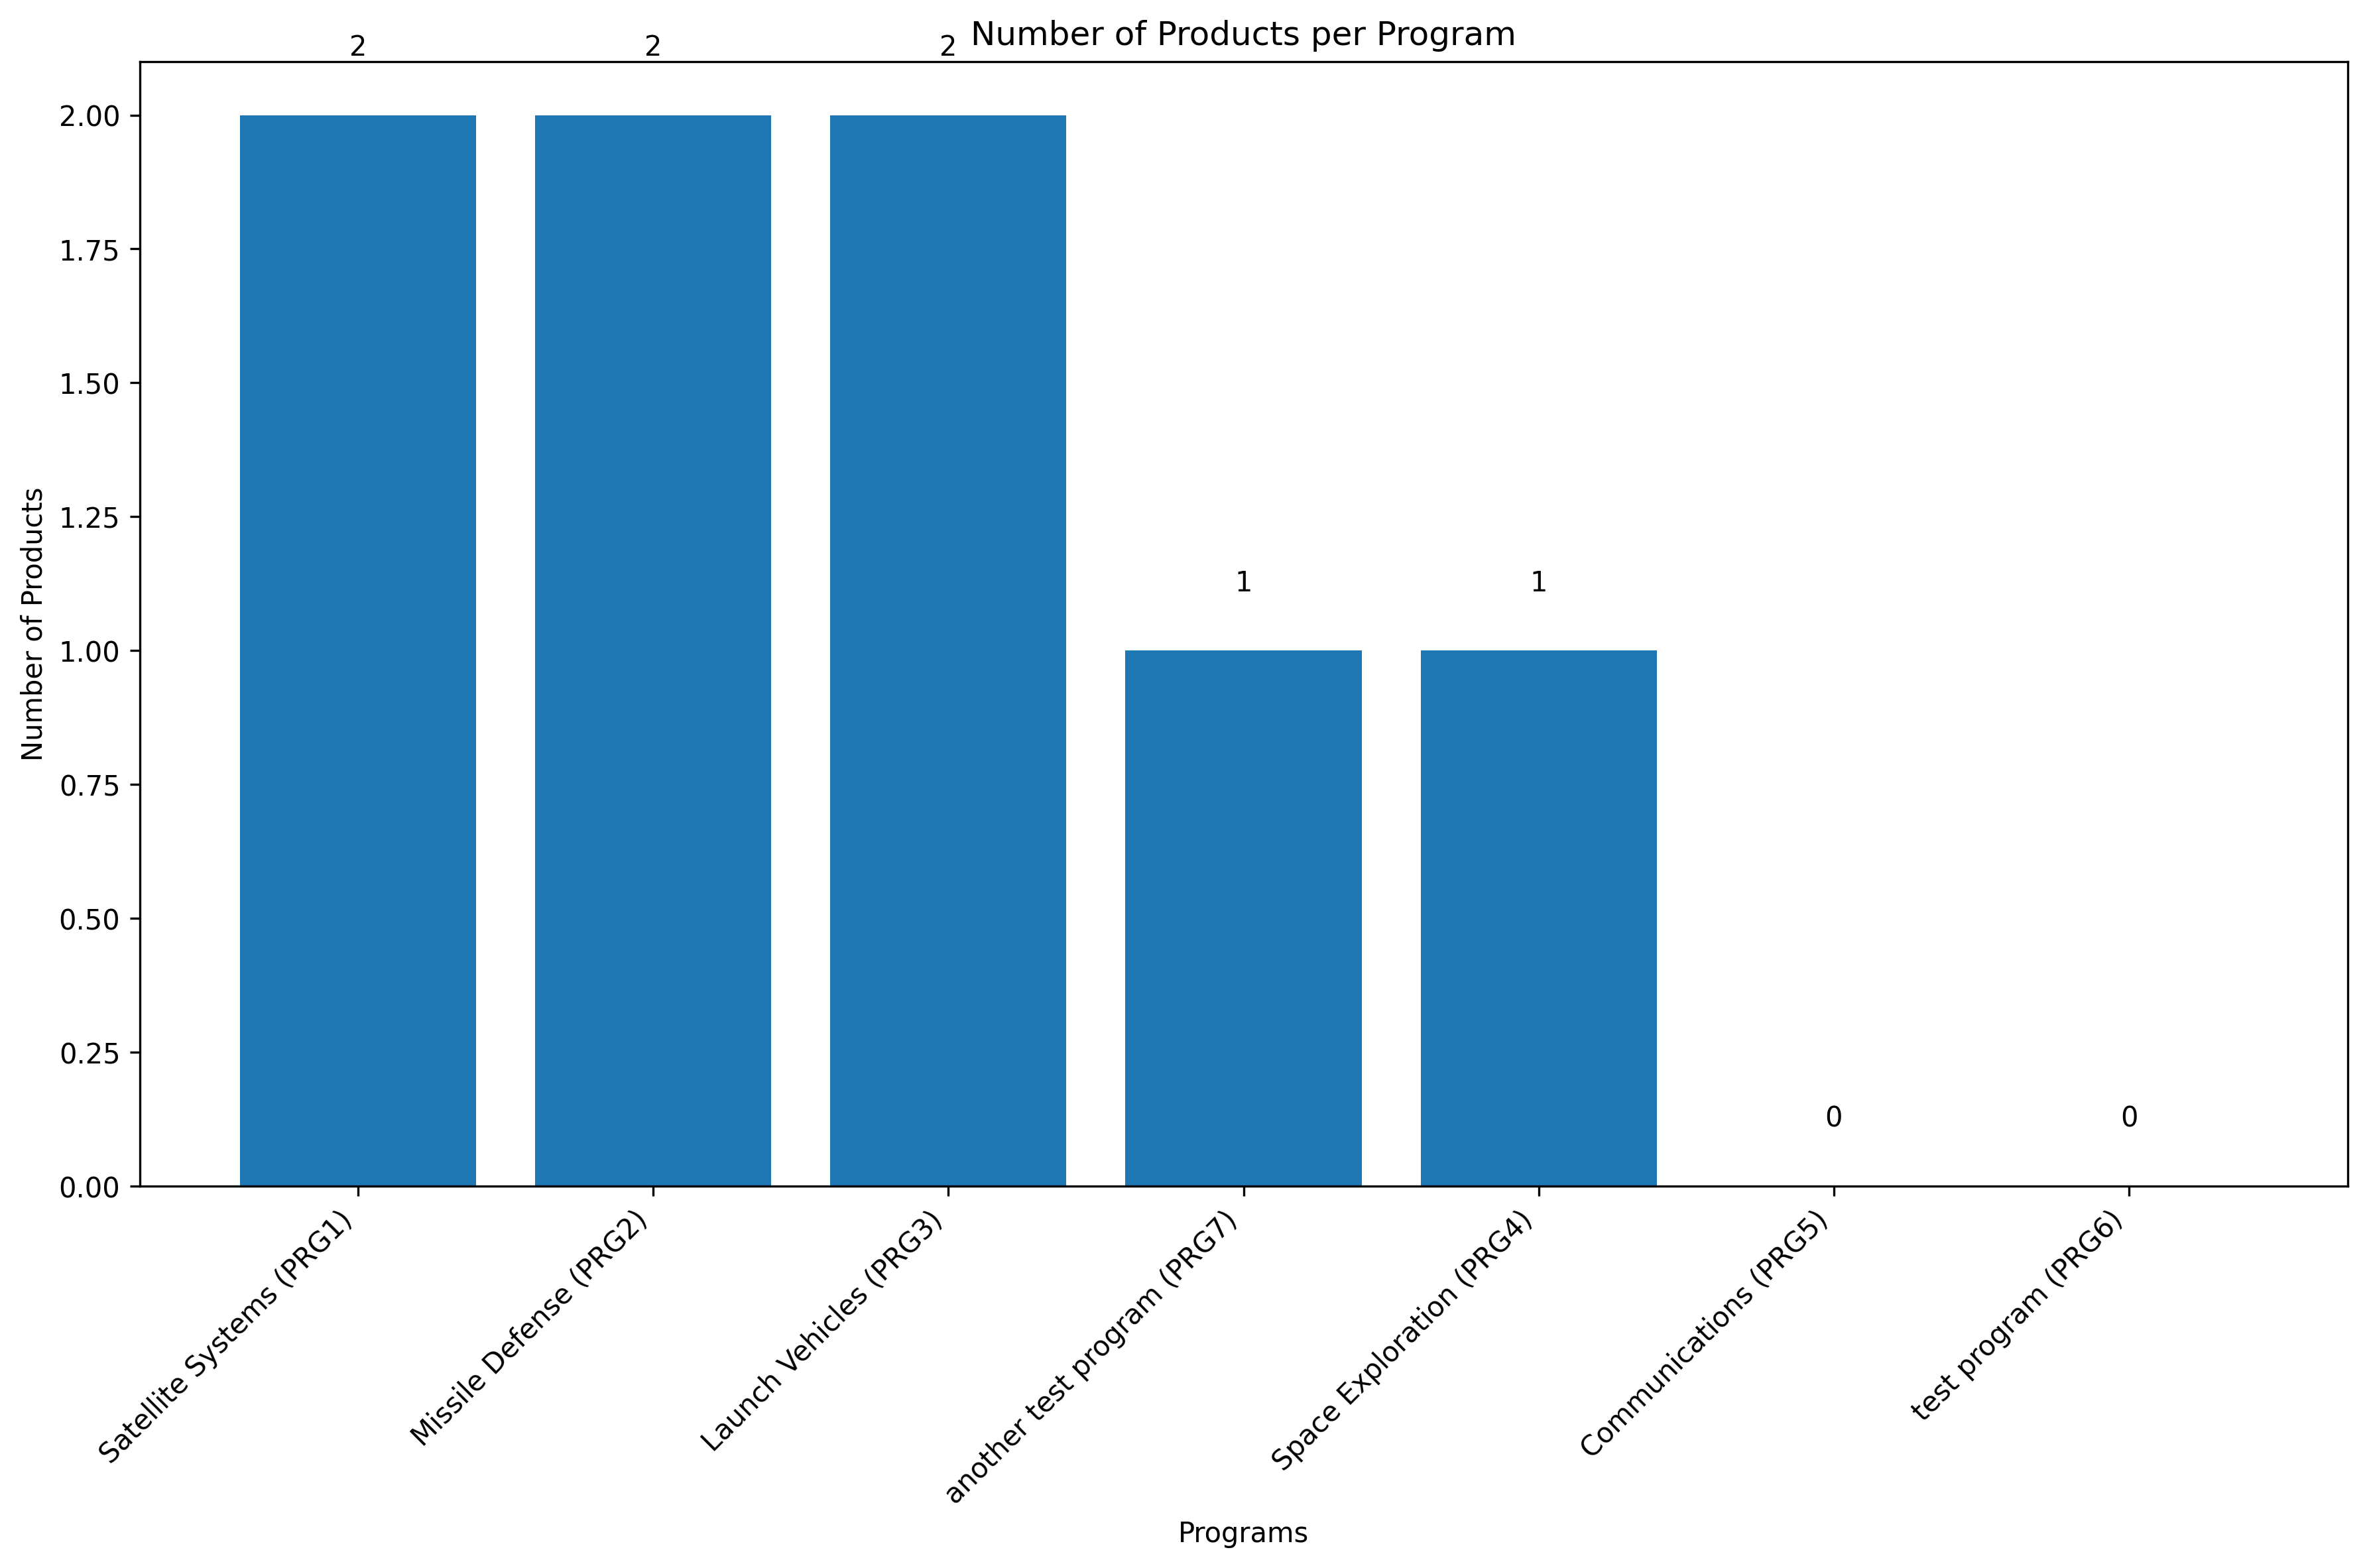 Number of Products per Program
2
2
2
1
1
0
0
Number of Products
2.00
1.75
1.50
1.25
1.00
0.75
0.50
0.25
0.00
Satellite Systems (PRG1)
Missile Defense (PRG2)
Launch Vehicles (PRG3)
another test program (PRG7)
Space Exploration (PRG4)
Communications (PRG5)
test program (PRG6)
Programs